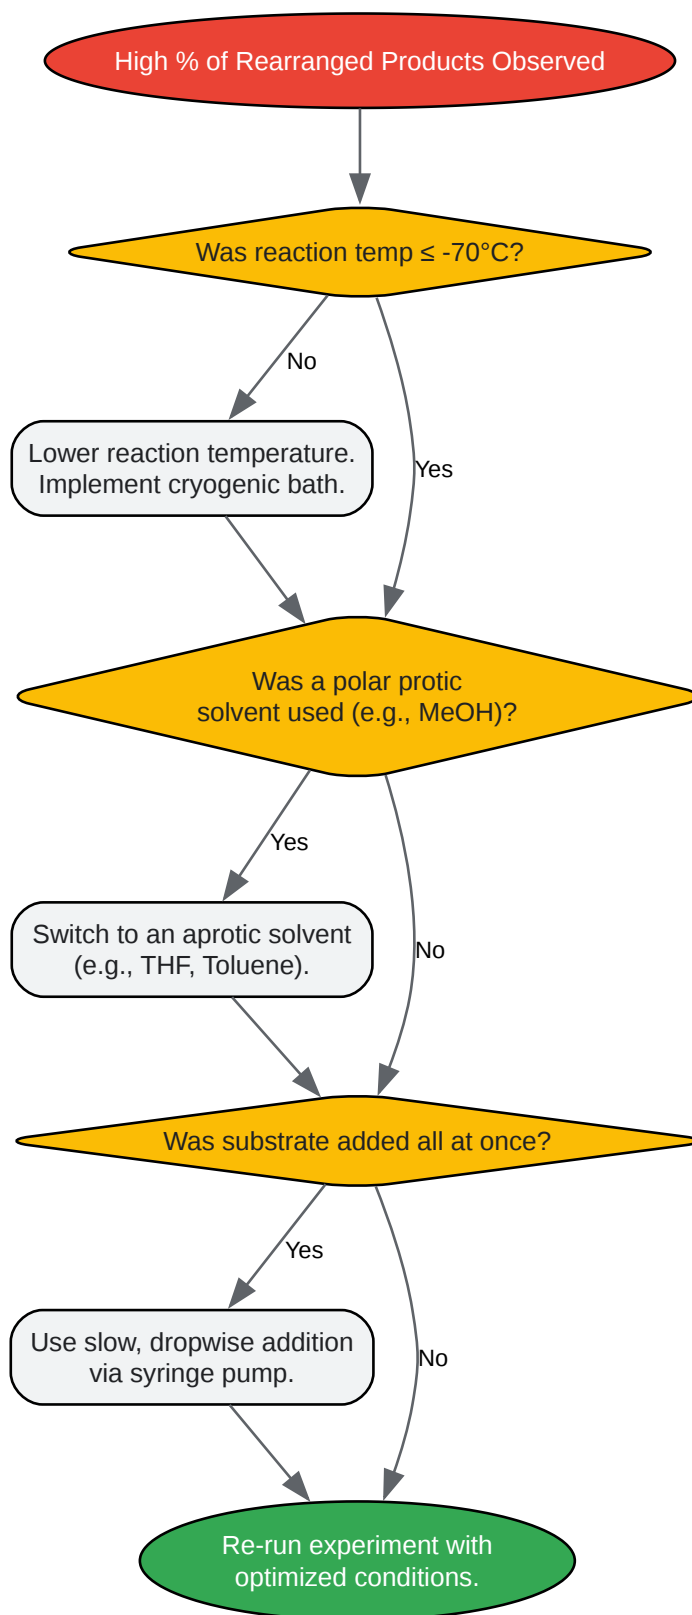 High % of Rearranged Products Observed
Was reaction temp ≤ -70°C?
No
Yes
Lower reaction temperature.
Implement cryogenic bath.
Was a polar protic
solvent used (e.g., MeOH)?
Yes
No
Switch to an aprotic solvent
(e.g., THF, Toluene).
Was substrate added all at once?
Yes
No
Use slow, dropwise addition
via syringe pump.
Re-run experiment with
optimized conditions.